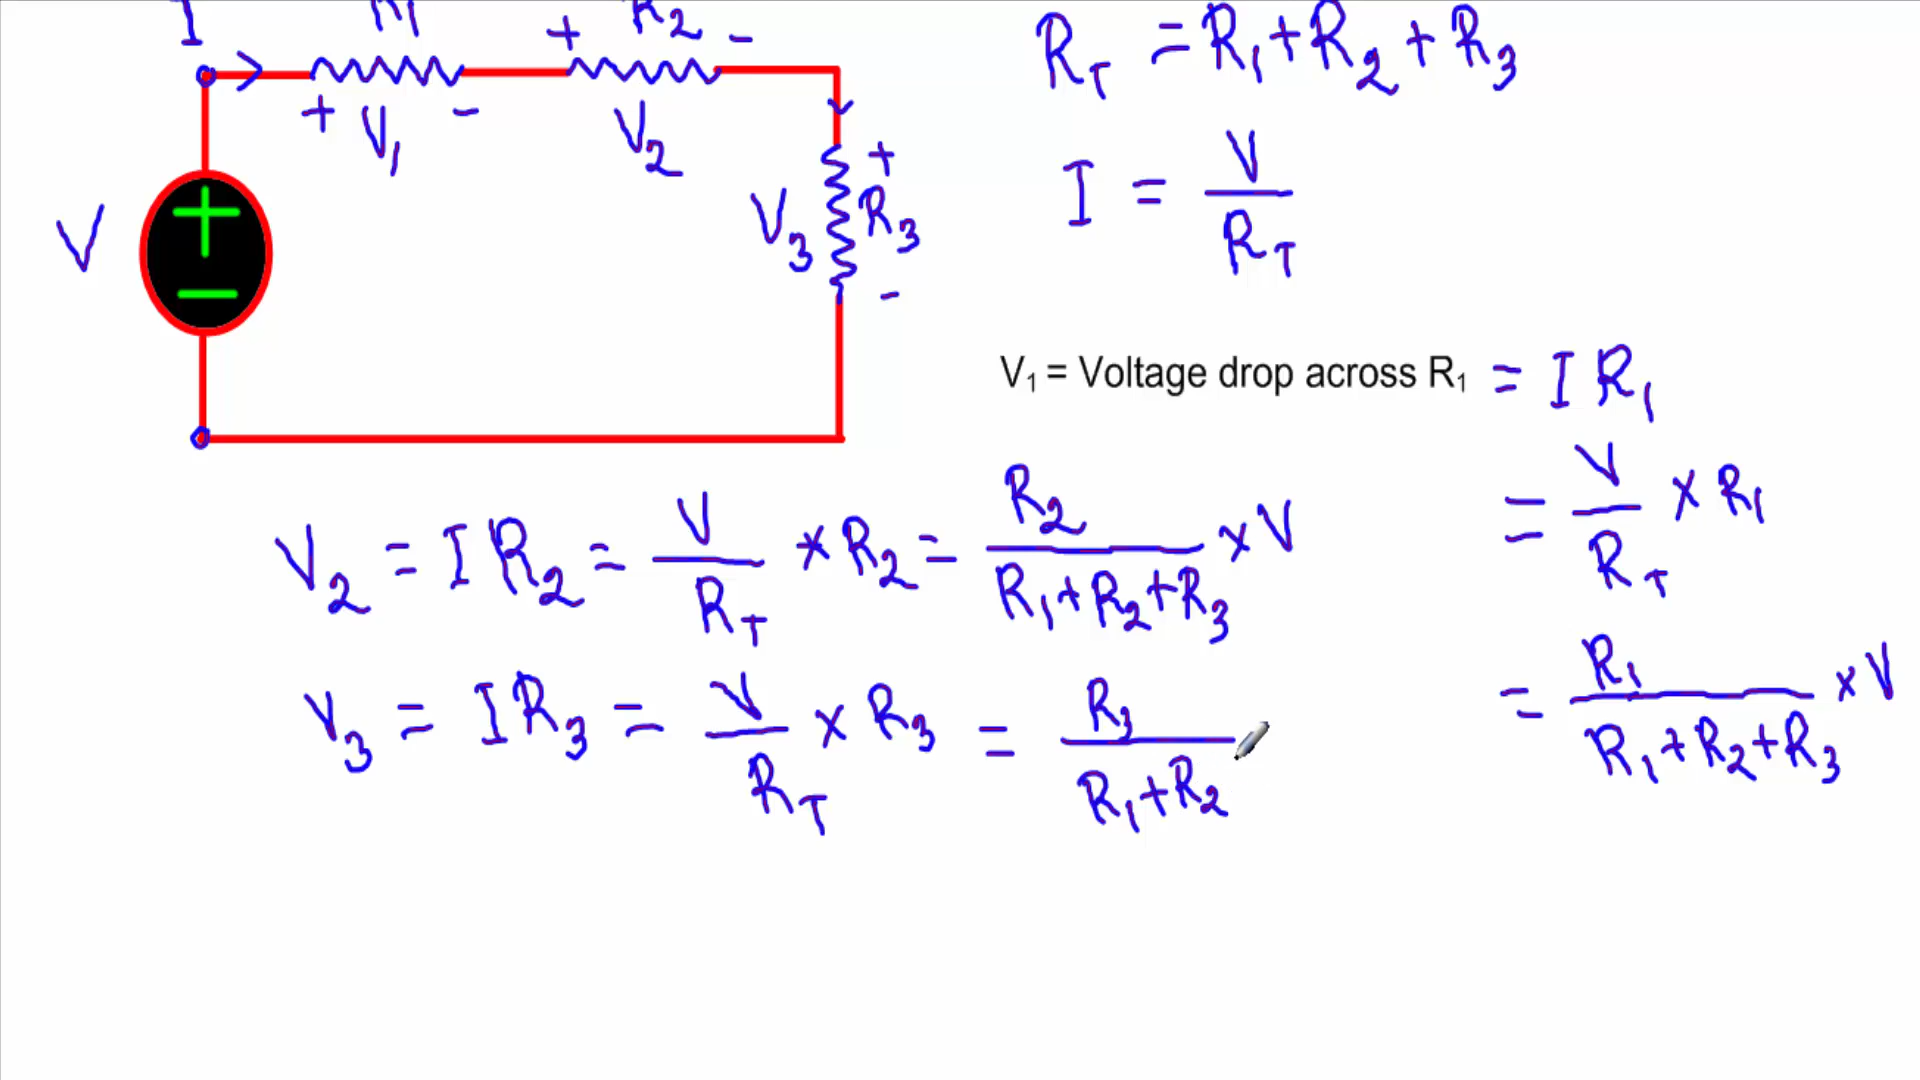 I R1 + R2 -
+ V1 - V2
V + - V3 + R3 -
RT = R1 + R2 + R3
I = V / RT
V1 = Voltage drop across R1 = I R1
= V / RT × R1
= R1 / R1 + R2 + R3 × V
V2 = I R2 = V / RT * R2 = R2 / R1 + R2 + R3 × V
V3 = I R3 = V / RT × R3 = R3 / R1 + R2